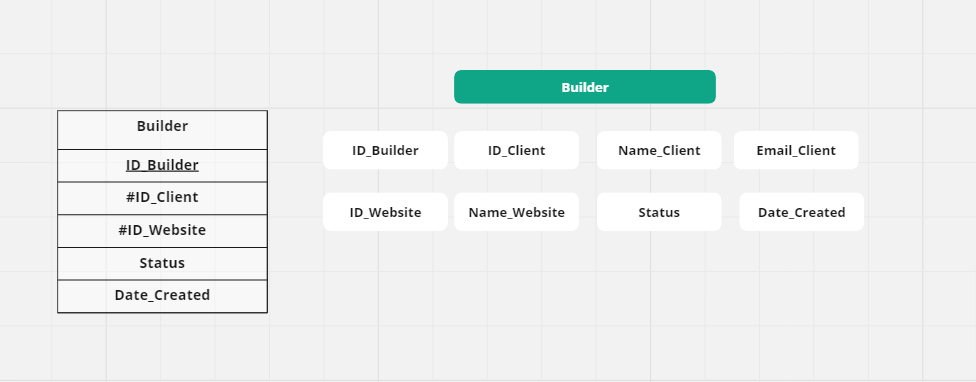 Builder
ID_Builder
#ID_Client
#ID_Website
Status
Date_Created
Builder
ID_Builder ID_Client Name_Client Email_Client
ID_Website Name_Website Status Date_Created